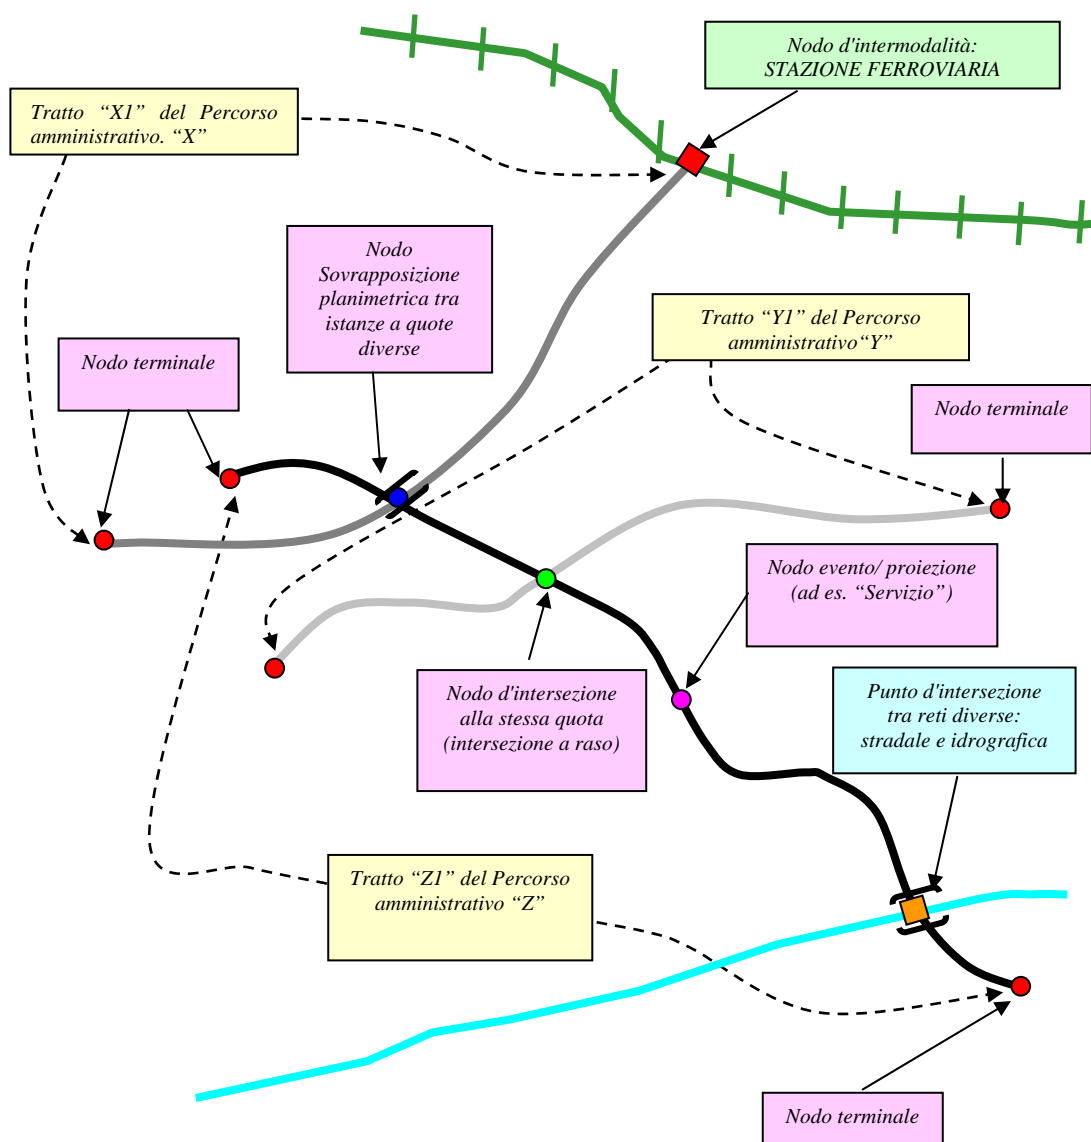 Nodo d'intermodalità:
STAZIONE FERROVIARIA
Tratto “X1” del Percorso
amministrativo. “X”
Nodo
Sovrapposizione
planimetrica tra
istanze a quote
diverse
Tratto “Y1” del Percorso
amministrativo“Y”
Nodo terminale
Nodo terminale
Nodo evento/ proiezione
(ad es. “Servizio”)
Nodo d'intersezione
alla stessa quota
(intersezione a raso)
Punto d'intersezione
tra reti diverse:
stradale e idrografica
Tratto “Z1” del Percorso
amministrativo “Z”
Nodo terminale